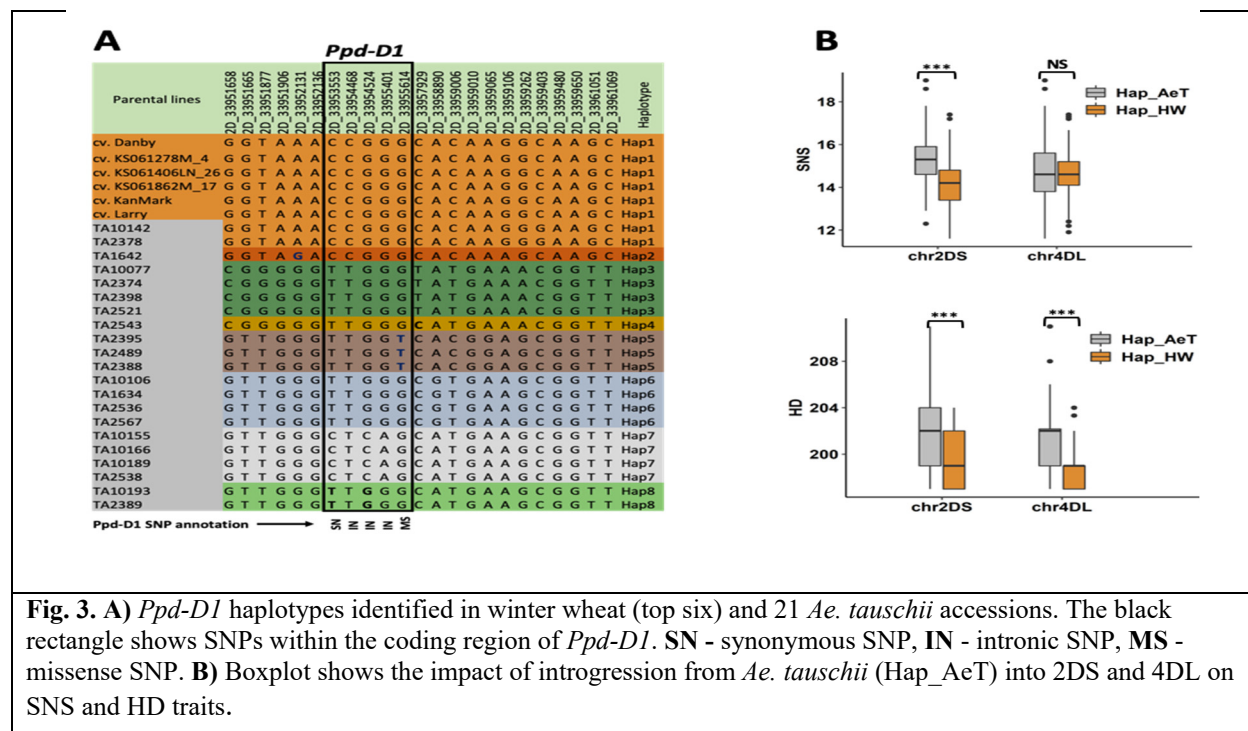 A
Ppd-D1
Parental lines 2D_33951658 2D_33951665 2D_33951877 2D_33951906 2D_33952131 2D_33952136 2D_33953553 2D_33954468 2D_33954524 2D_33955401 2D_33955614 2D_33957929 2D_33958890 2D_33959006 2D_33959010 2D_33959065 2D_33959106 2D_33959262 2D_33959403 2D_33959480 2D_33959650 2D_33961051 2D_33961069 Haplotype
cv. Danby G G T A A A C C G G G C A C A A G G C A A G C Hap1
cv. KS061278M_4 G G T A A A C C G G G C A C A A G G C A A G C Hap1
cv. KS061406LN_26 G G T A A A C C G G G C A C A A G G C A A G C Hap1
cv. KS061862M_17 G G T A A A C C G G G C A C A A G G C A A G C Hap1
cv. KanMark G G T A A A C C G G G C A C A A G G C A A G C Hap1
cv. Larry G G T A A A C C G G G C A C A A G G C A A G C Hap1
TA10142 G G T A A A C C G G G C A C A A G G C A A G C Hap1
TA2378 G G T A A A C C G G G C A C A A G G G A A G C Hap1
TA1642 G G T A G A C C G G G C A C A A A G C A A G C Hap2
TA10077 C G G G G G T T G G G T A T G A A A C G G T T Hap3
TA2374 C G G G G G T T G G G T A T G A A A C G G T T Hap3
TA2398 C G G G G G T T G G G T A T G A A A C G G T T Hap3
TA2521 C G G G G G T T G G G T A T G A A A C G G T T Hap3
TA2543 C G G G G G T T G G G C A T G A A A C G G T T Hap4
TA2395 G T T G G G T T G G T C A C G G A G C G G T T Hap5
TA2489 G T T G G G T T G G T C A C G G A G C G G T T Hap5
TA2388 G T T G G G T T G G T C A C G G A G C G G T T Hap5
TA10106 G T T G G G T T G G G C G T G A A G C G G T T Hap6
TA1634 G T T G G G T T G G G C G T G A A G C G G T T Hap6
TA2536 G T T G G G T T G G G C G T G A A G C G G T T Hap6
TA2567 G T T G G G T T G G G C G T G A A G C G G T T Hap6
TA10155 G T T G G G C T C A G C A T G A A G C G G T T Hap7
TA10166 G T T G G G C T C A G C A T G A A G C G G T T Hap7
TA10189 G T T G G G C T C A G C A T G A A G C G G T T Hap7
TA2538 G T T G G G C T C A G C A T G A A G C G G T T Hap7
TA10193 G T T G G G T T G G G C A T G A A G C G G T T Hap8
TA2389 G T T G G G T T G G G C A T G A A G C G G T T Hap8
Ppd-D1 SNP annotation SN IN IN IN MS
B
*** NS
Hap_AeT
Hap_HW
SNS
18
16
14
12
chr2DS chr4DL
*** ***
Hap_AeT
Hap_HW
HD
208
204
200
chr2DS chr4DL
Fig. 3. A) Ppd-D1 haplotypes identified in winter wheat (top six) and 21 Ae. tauschii accessions. The black
rectangle shows SNPs within the coding region of Ppd-D1. SN - synonymous SNP, IN - intronic SNP, MS -
missense SNP. B) Boxplot shows the impact of introgression from Ae. tauschii (Hap_AeT) into 2DS and 4DL on
SNS and HD traits.